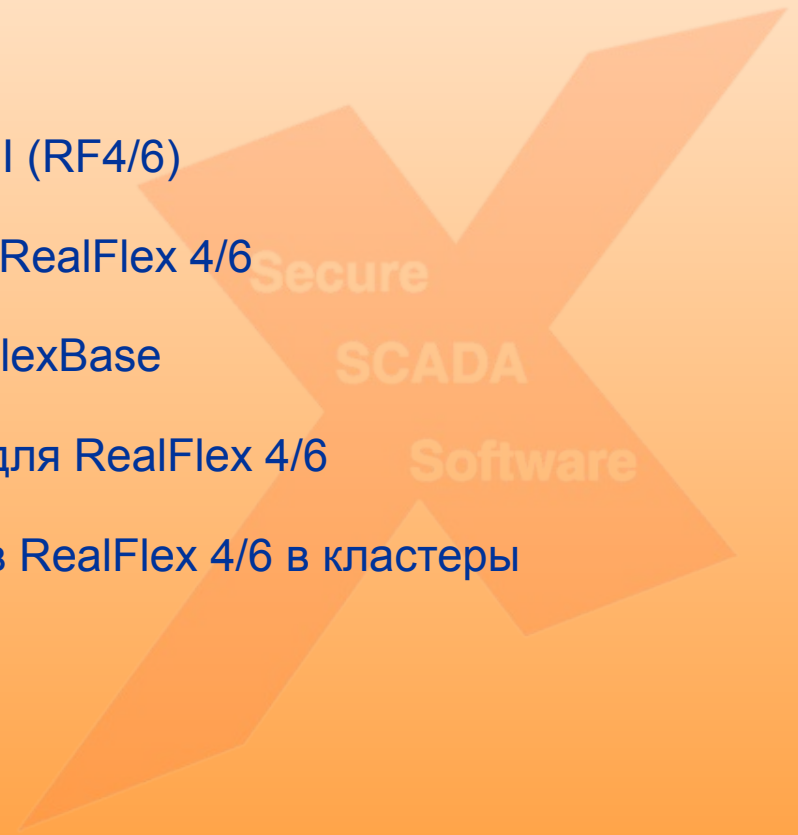 (RF4/6)
RealFlex 4/6
Secure
lexBase
SCADA
для RealFlex 4/6
Software
в RealFlex 4/6 в кластеры